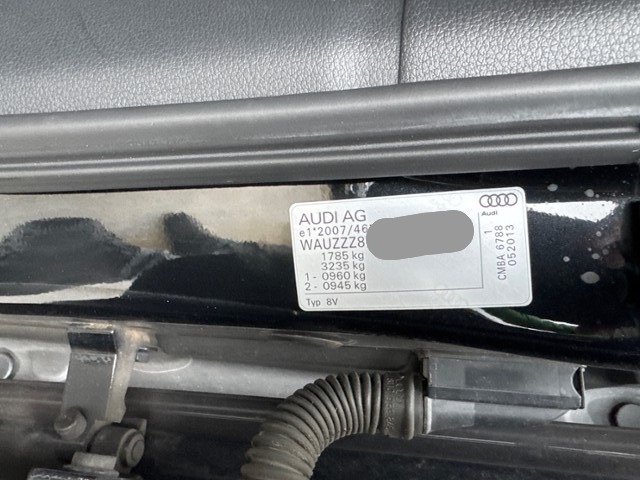 AUDI AG
e1*2007/46
WAUZZZ8
1785 kg
3235 kg
1- 0960 kg
2- 0945 kg
Typ 8V
Audi
1
CMBA 6788
052013